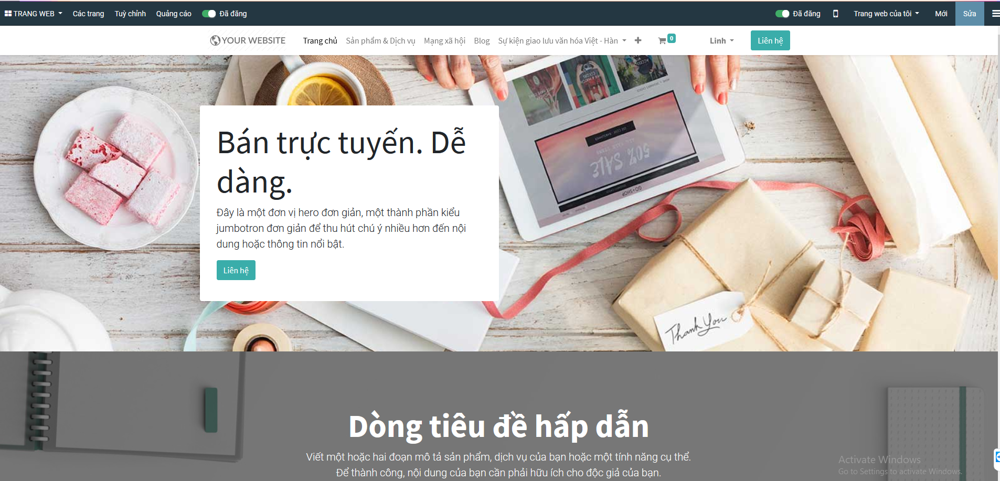 TRANG WEB Các trang Tuỳ chỉnh Quảng cáo Đã đăng Đã đăng Trang web của tôi Mới Sửa
YOUR WEBSITE Trang chủ Sản phẩm & Dịch vụ Mạng xã hội Blog Sự kiện giao lưu văn hóa Việt - Hàn 0 Linh Liên hệ
50% SALE
GO+SHOP
Bán trực tuyến. Dễ
dàng.
Đây là một đơn vị hero đơn giản, một thành phần kiểu
jumbotron đơn giản để thu hút chú ý nhiều hơn đến nội
dung hoặc thông tin nổi bật.
Liên hệ
Thank You
Dòng tiêu đề hấp dẫn
Viết một hoặc hai đoạn mô tả sản phẩm, dịch vụ của bạn hoặc một tính năng cụ thể.
Để thành công, nội dung của bạn cần phải hữu ích cho độc giả của bạn.
Activate Windows
Go to Settings to activate Windows.